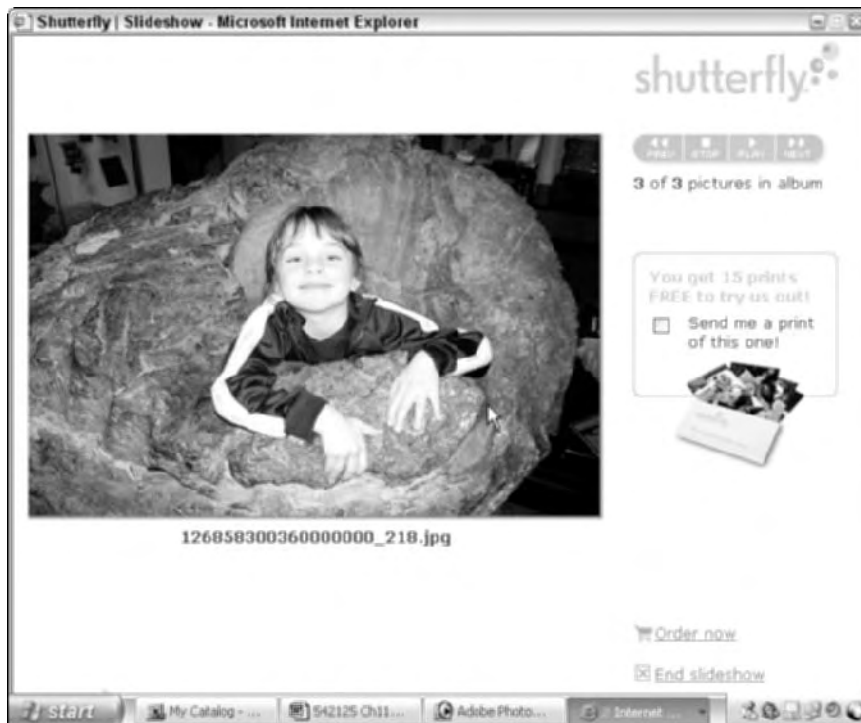 Shutterfly | Slideshow - Microsoft Internet Explorer
shutterfly
PREV STOP PLAY NEXT
3 of 3 pictures in album
You get 15 prints
FREE to try us out!
Send me a print
of this one!
126858300360000000_218.jpg
Order now
End slideshow
start
My Catalog - ...
542125 Ch11...
Adobe Photo...
2 Internet ...